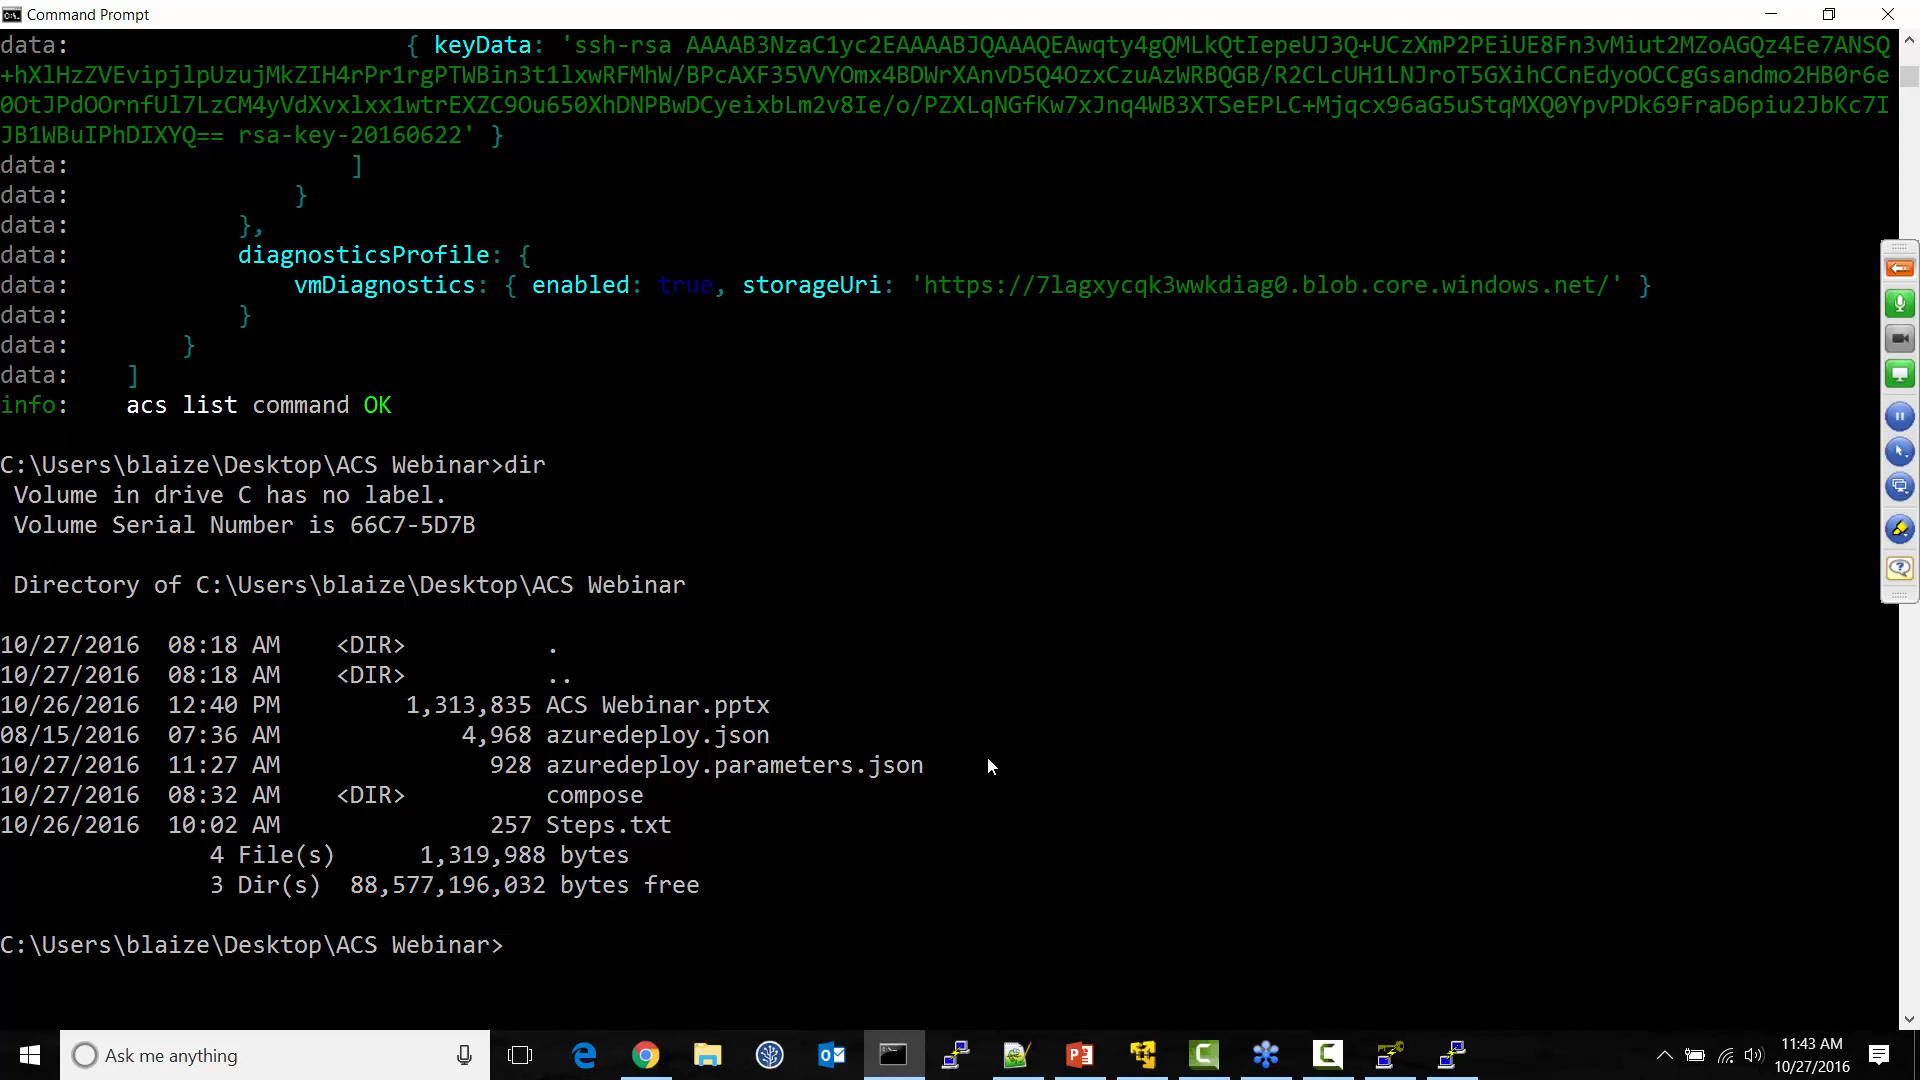 Command Prompt
data: { keyData: 'ssh-rsa AAAAB3NzaC1yc2EAAAABJQAAAQEAwqty4gQMLkQtIepeUJ3Q+UCzXmP2PEiUE8Fn3vMiut2MZoAGQz4Ee7ANSQ
+hXlHzZVEvipjlpUzujMkZIH4rPr1rgPTWBin3t1lxwRFMhW/BPcAXF35VVYOmx4BDWrXAnvD5Q4OzxCzuAzWRBQGB/R2CLcUH1LNJroT5GXihCCnEdyoOCCgGsandmo2HB0r6e
0OtJPdOOrnfUl7LzCM4yVdXvxlxx1wtrEXZC9Ou650XhDNPBwDCyeixbLm2v8Ie/o/PZXLqNGfKw7xJnq4WB3XTSeEPLC+Mjqcx96aG5uStqMXQ0YpvPDk69FraD6piu2JbKc7I
JB1WBuIPhDIXYQ== rsa-key-20160622' }
data: ]
data: }
data: },
data: diagnosticsProfile: {
data: vmDiagnostics: { enabled: true, storageUri: 'https://7lagxycqk3wwkdiag0.blob.core.windows.net/' }
data: }
data: }
data: ]
info: acs list command OK
C:\Users\blaize\Desktop\ACS Webinar>dir
Volume in drive C has no label.
Volume Serial Number is 66C7-5D7B
Directory of C:\Users\blaize\Desktop\ACS Webinar
10/27/2016 08:18 AM <DIR> .
10/27/2016 08:18 AM <DIR> ..
10/26/2016 12:40 PM 1,313,835 ACS Webinar.pptx
08/15/2016 07:36 AM 4,968 azuredeploy.json
10/27/2016 11:27 AM 928 azuredeploy.parameters.json
10/27/2016 08:32 AM <DIR> compose
10/26/2016 10:02 AM 257 Steps.txt
4 File(s) 1,319,988 bytes
3 Dir(s) 88,577,196,032 bytes free
C:\Users\blaize\Desktop\ACS Webinar>
Ask me anything
11:43 AM
10/27/2016